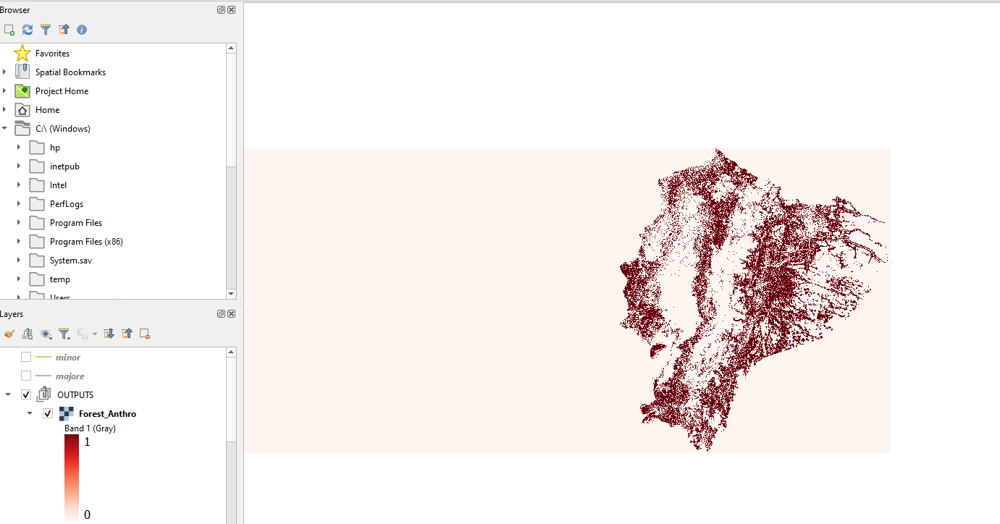 Browser
Favorites
Spatial Bookmarks
Project Home
Home
C:\ (Windows)
hp
inetpub
Intel
PerfLogs
Program Files
Program Files (x86)
System.sav
temp
Users
Layers
minor
majore
OUTPUTS
Forest_Anthro
Band 1 (Gray)
1
0